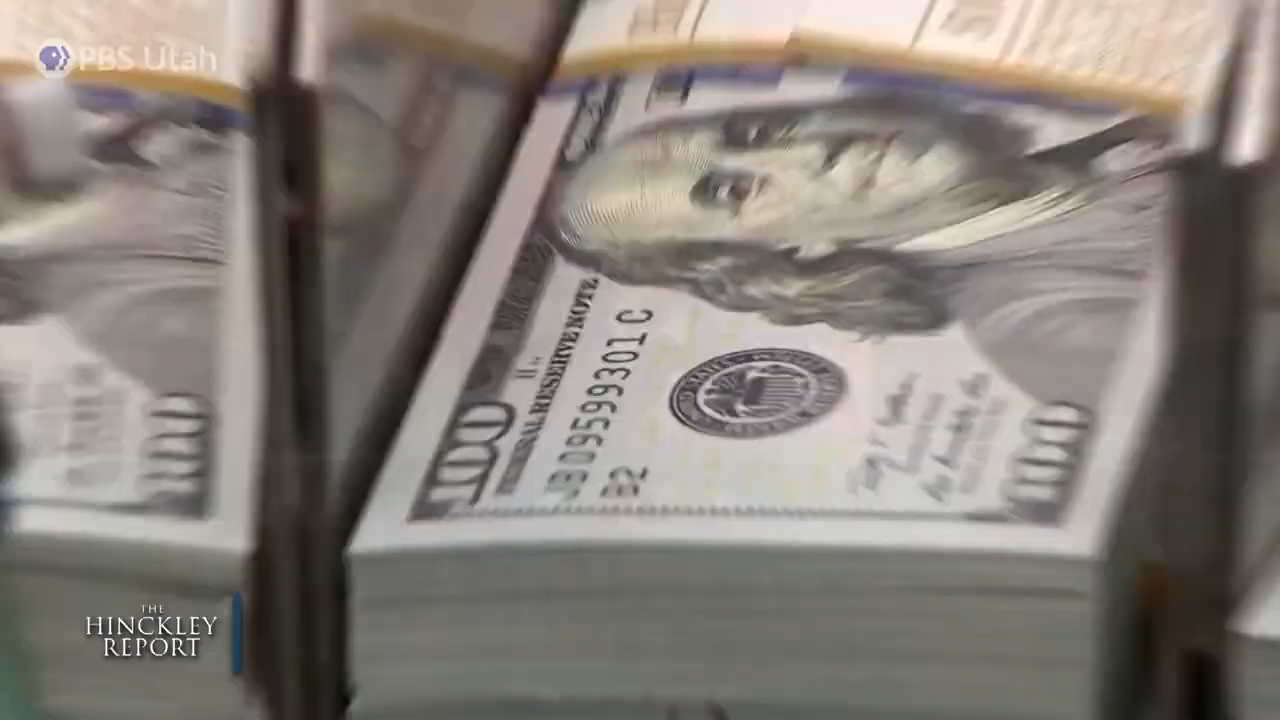 PBS Utah
100
FEDERAL RESERVE NOTE
JB09599301C
B2
100
100
THE
HINCKLEY
REPORT